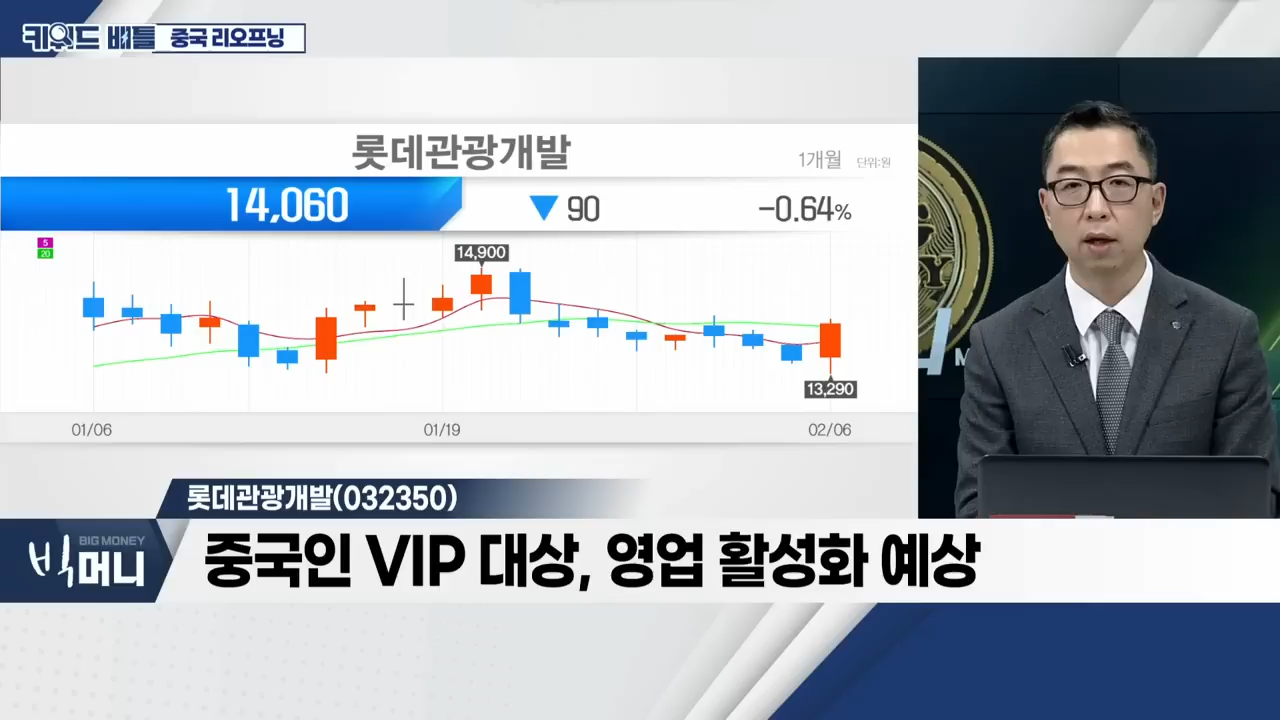 키워드 배틀 중국 리오프닝
롯데관광개발
1개월 단위:원
14,060 ▼ 90 -0.64%
5
20
14,900
13,290
01/06 01/19 02/06
롯데관광개발(032350)
BIG MONEY
빅머니
중국인 VIP 대상, 영업 활성화 예상